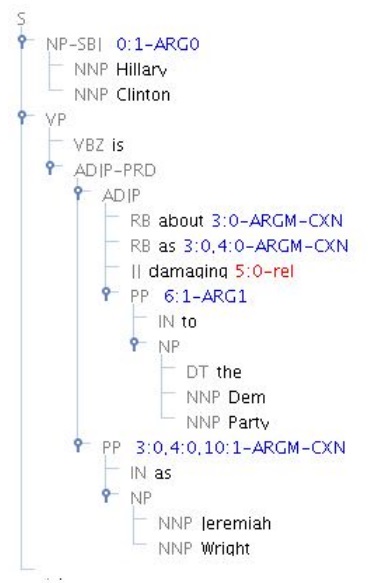 S
NP-SBJ 0:1-ARG0
NNP Hillary
NNP Clinton
VP
VBZ is
ADJP-PRD
ADJP
RB about 3:0-ARGM-CXN
RB as 3:0,4:0-ARGM-CXN
JJ damaging 5:0-rel
PP 6:1-ARG1
IN to
NP
DT the
NNP Dem
NNP Party
PP 3:0,4:0,10:1-ARGM-CXN
IN as
NP
NNP Jeremiah
NNP Wright